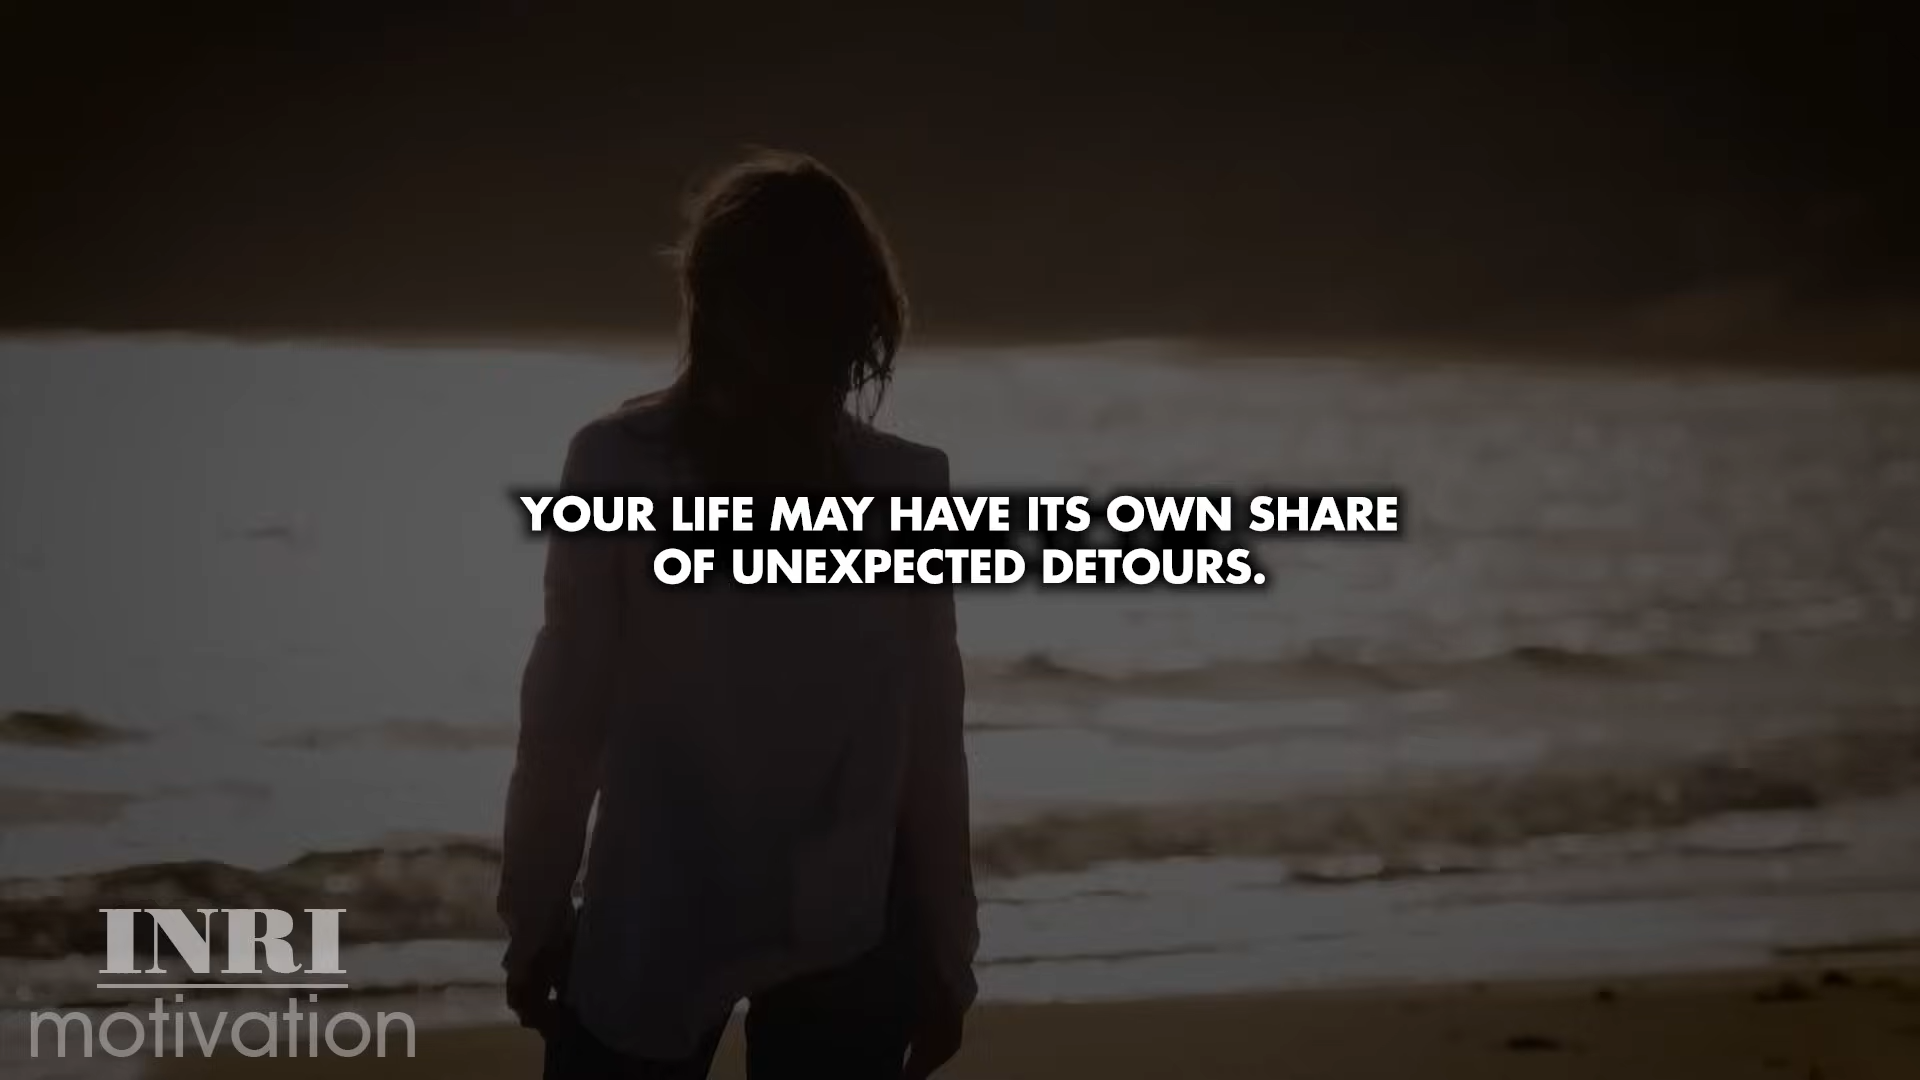 YOUR LIFE MAY HAVE ITS OWN SHARE
OF UNEXPECTED DETOURS.
INRI
motivation